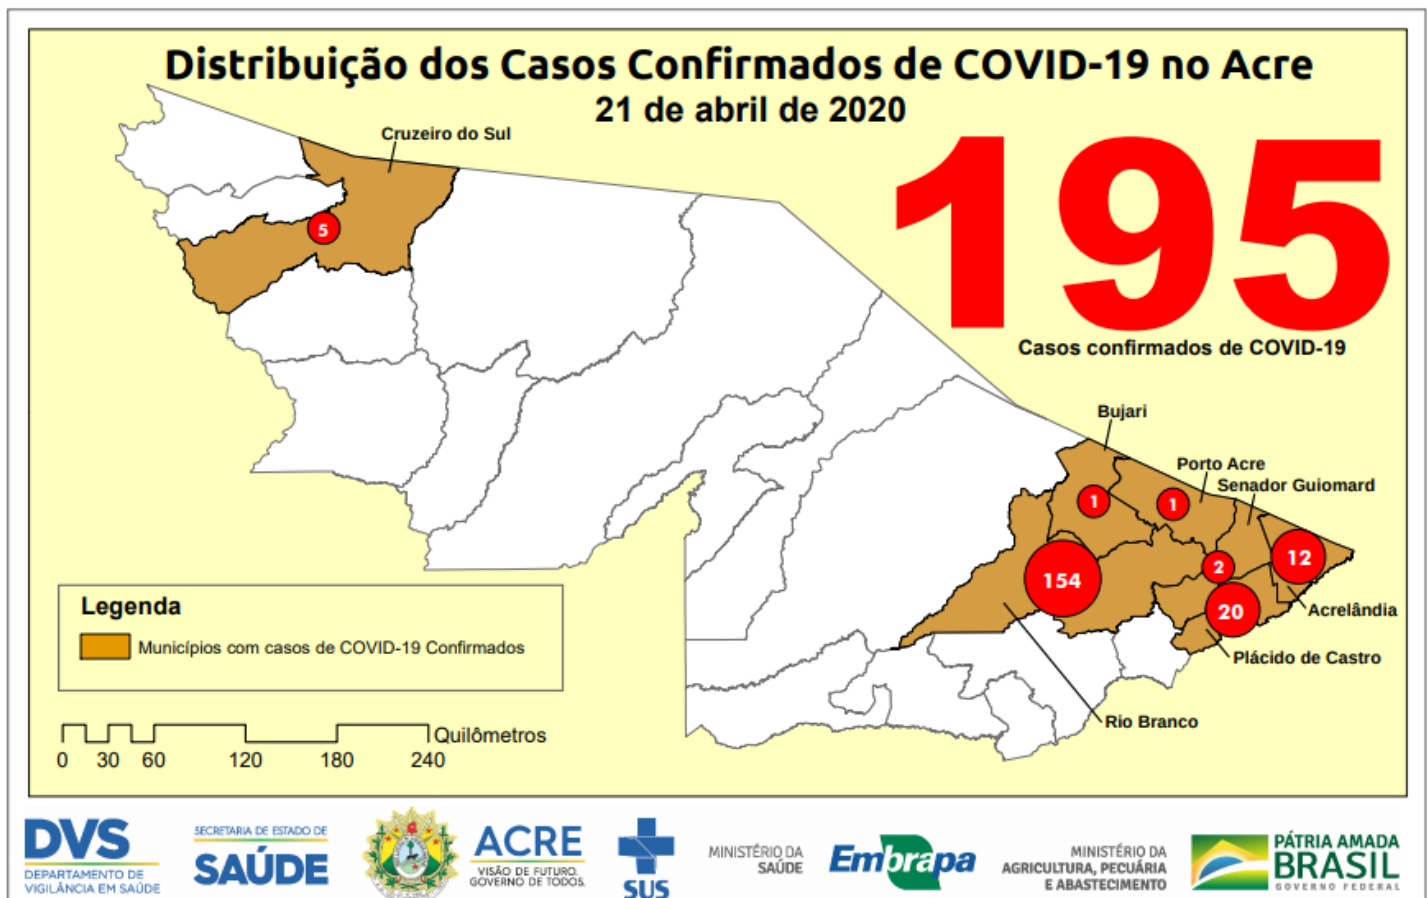 Distribuição dos Casos Confirmados de COVID-19 no Acre
21 de abril de 2020
195
Casos confirmados de COVID-19
Cruzeiro do Sul
5
Bujari
Porto Acre
Senador Guiomard
1
1
2
12
154
20
Acrelândia
Plácido de Castro
Rio Branco
Legenda
Municípios com casos de COVID-19 Confirmados
Quilômetros
0 30 60 120 180 240
DVS
DEPARTAMENTO DE
VIGILÂNCIA EM SAÚDE
SECRETARIA DE ESTADO DE
SAÚDE
ACRE
VISÃO DE FUTURO.
GOVERNO DE TODOS.
SUS
MINISTÉRIO DA
SAÚDE
Embrapa
MINISTÉRIO DA
AGRICULTURA, PECUÁRIA
E ABASTECIMENTO
PÁTRIA AMADA
BRASIL
GOVERNO FEDERAL